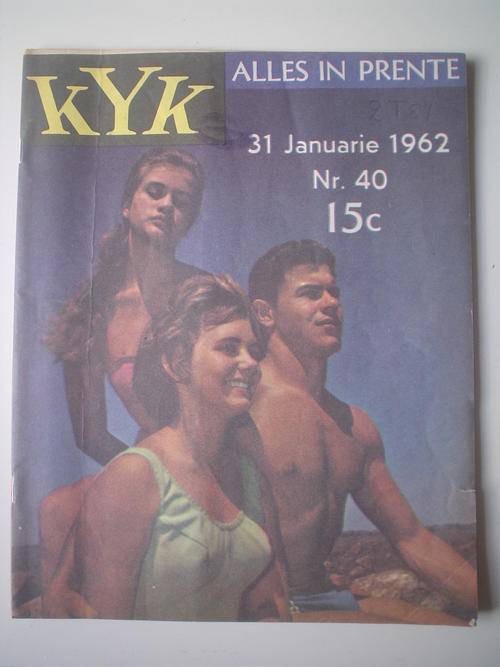 KYK
ALLES IN PRENTE
31 Januarie 1962
Nr. 40
15c